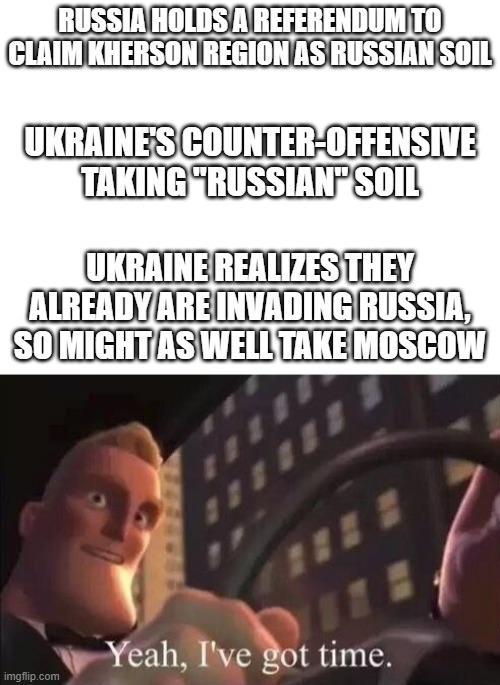 RUSSIA HOLDS A REFERENDUM TO
CLAIM KHERSON REGION AS RUSSIAN SOIL
UKRAINE'S COUNTER-OFFENSIVE
TAKING "RUSSIAN" SOIL
UKRAINE REALIZES THEY
ALREADY ARE INVADING RUSSIA,
SO MIGHT AS WELL TAKE MOSCOW
Yeah, I've got time.
imgflip.com